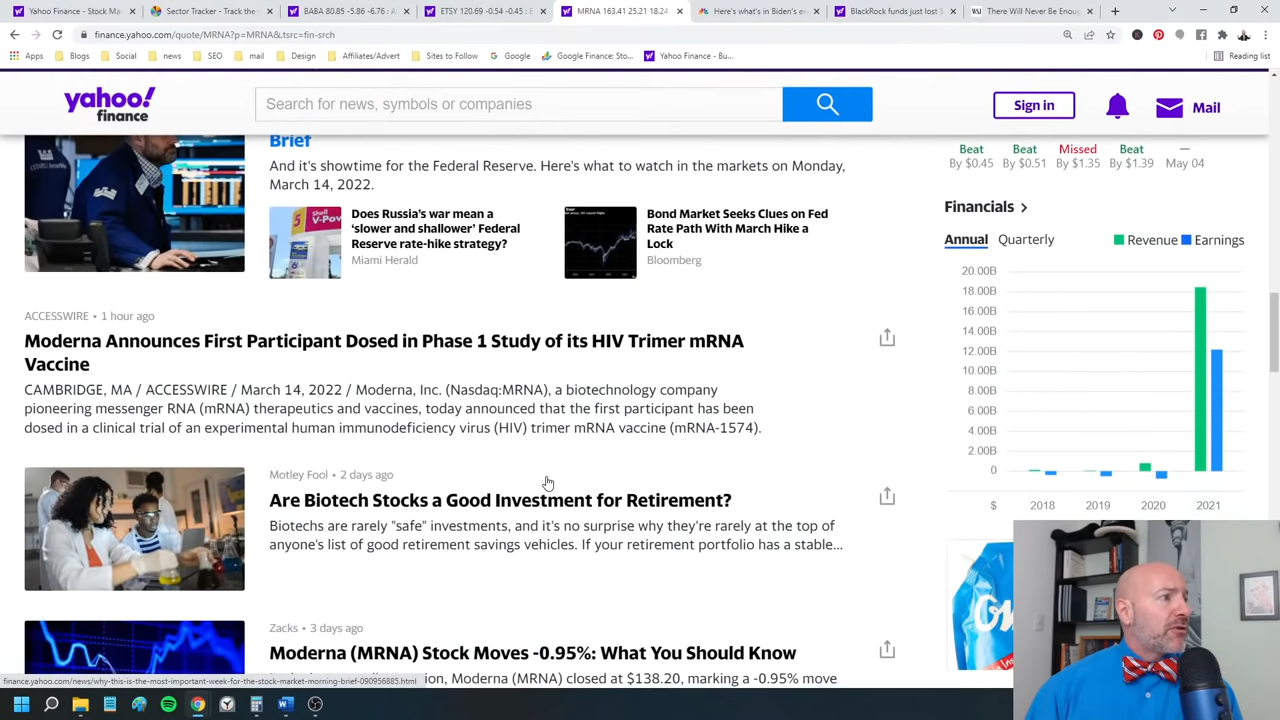 Yahoo Finance
Sector Tracker - Track the
BABA 80.85 -5.86 -6.76 : A
ETSY 120.69 -0.54 -0.45 : E
MRNA 163.41 25.21 18.24
Here's what's in Biden's e
BlackRock funds just lost
There Will Never Be Enou
finance.yahoo.com/quote/MRNA?p=MRNA&.tsrc=fin-srch
Apps
Blogs
Social
news
SEO
mail
Design
Affiliates/Advert
Sites to Follow
Google
Google Finance: Sto...
Yahoo Finance - Bu...
Reading list
yahoo!
finance
Search for news, symbols or companies
Sign in
Mail
Brief
And it's showtime for the Federal Reserve. Here's what to watch in the markets on Monday,
March 14, 2022.
Does Russia's war mean a
'slower and shallower' Federal
Reserve rate-hike strategy?
Miami Herald
Bond Market Seeks Clues on Fed
Rate Path With March Hike a
Lock
Bloomberg
ACCESSWIRE • 1 hour ago
Moderna Announces First Participant Dosed in Phase 1 Study of its HIV Trimer mRNA
Vaccine
CAMBRIDGE, MA / ACCESSWIRE / March 14, 2022 / Moderna, Inc. (Nasdaq:MRNA), a biotechnology company
pioneering messenger RNA (mRNA) therapeutics and vaccines, today announced that the first participant has been
dosed in a clinical trial of an experimental human immunodeficiency virus (HIV) trimer mRNA vaccine (mRNA-1574).
Motley Fool • 2 days ago
Are Biotech Stocks a Good Investment for Retirement?
Biotechs are rarely "safe" investments, and it's no surprise why they're rarely at the top of
anyone's list of good retirement savings vehicles. If your retirement portfolio has a stable...
Zacks • 3 days ago
Moderna (MRNA) Stock Moves -0.95%: What You Should Know
ion, Moderna (MRNA) closed at $138.20, marking a -0.95% move
finance.yahoo.com/news/why-this-is-the-most-important-week-for-the-stock-market-morning-brief-090956885.html
Beat Beat Missed Beat —
By $0.45 By $0.51 By $1.35 By $1.39 May 04
Financials
Annual Quarterly
Revenue Earnings
20.00B
18.00B
16.00B
14.00B
12.00B
10.00B
8.00B
6.00B
4.00B
2.00B
0
$ 2018 2019 2020 2021